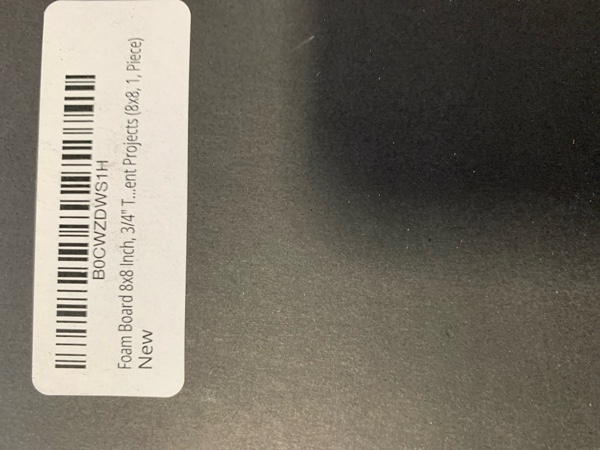 B0CWZDWS1H
Foam Board 8x8 Inch, 3/4" T...ent Projects (8x8, 1, Piece)
New